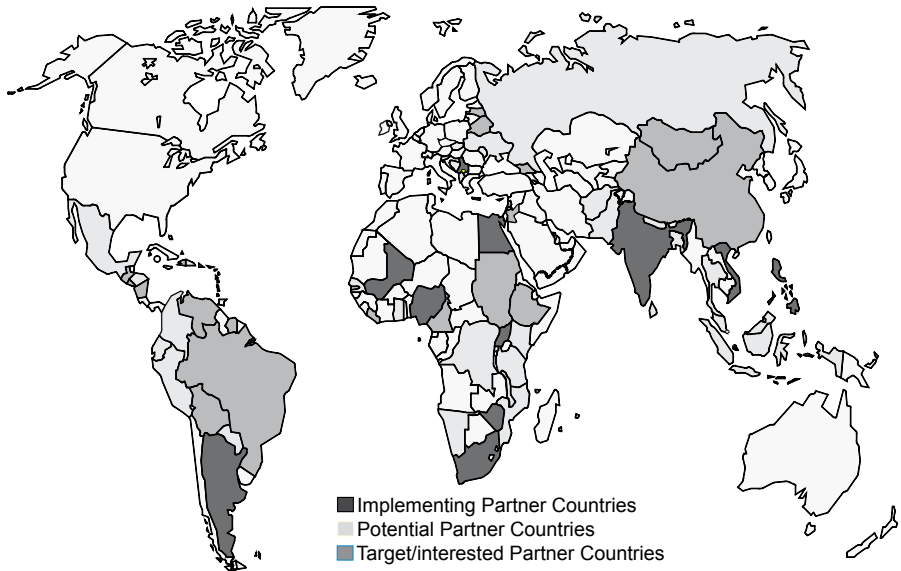 Implementing Partner Countries
Potential Partner Countries
Target/interested Partner Countries